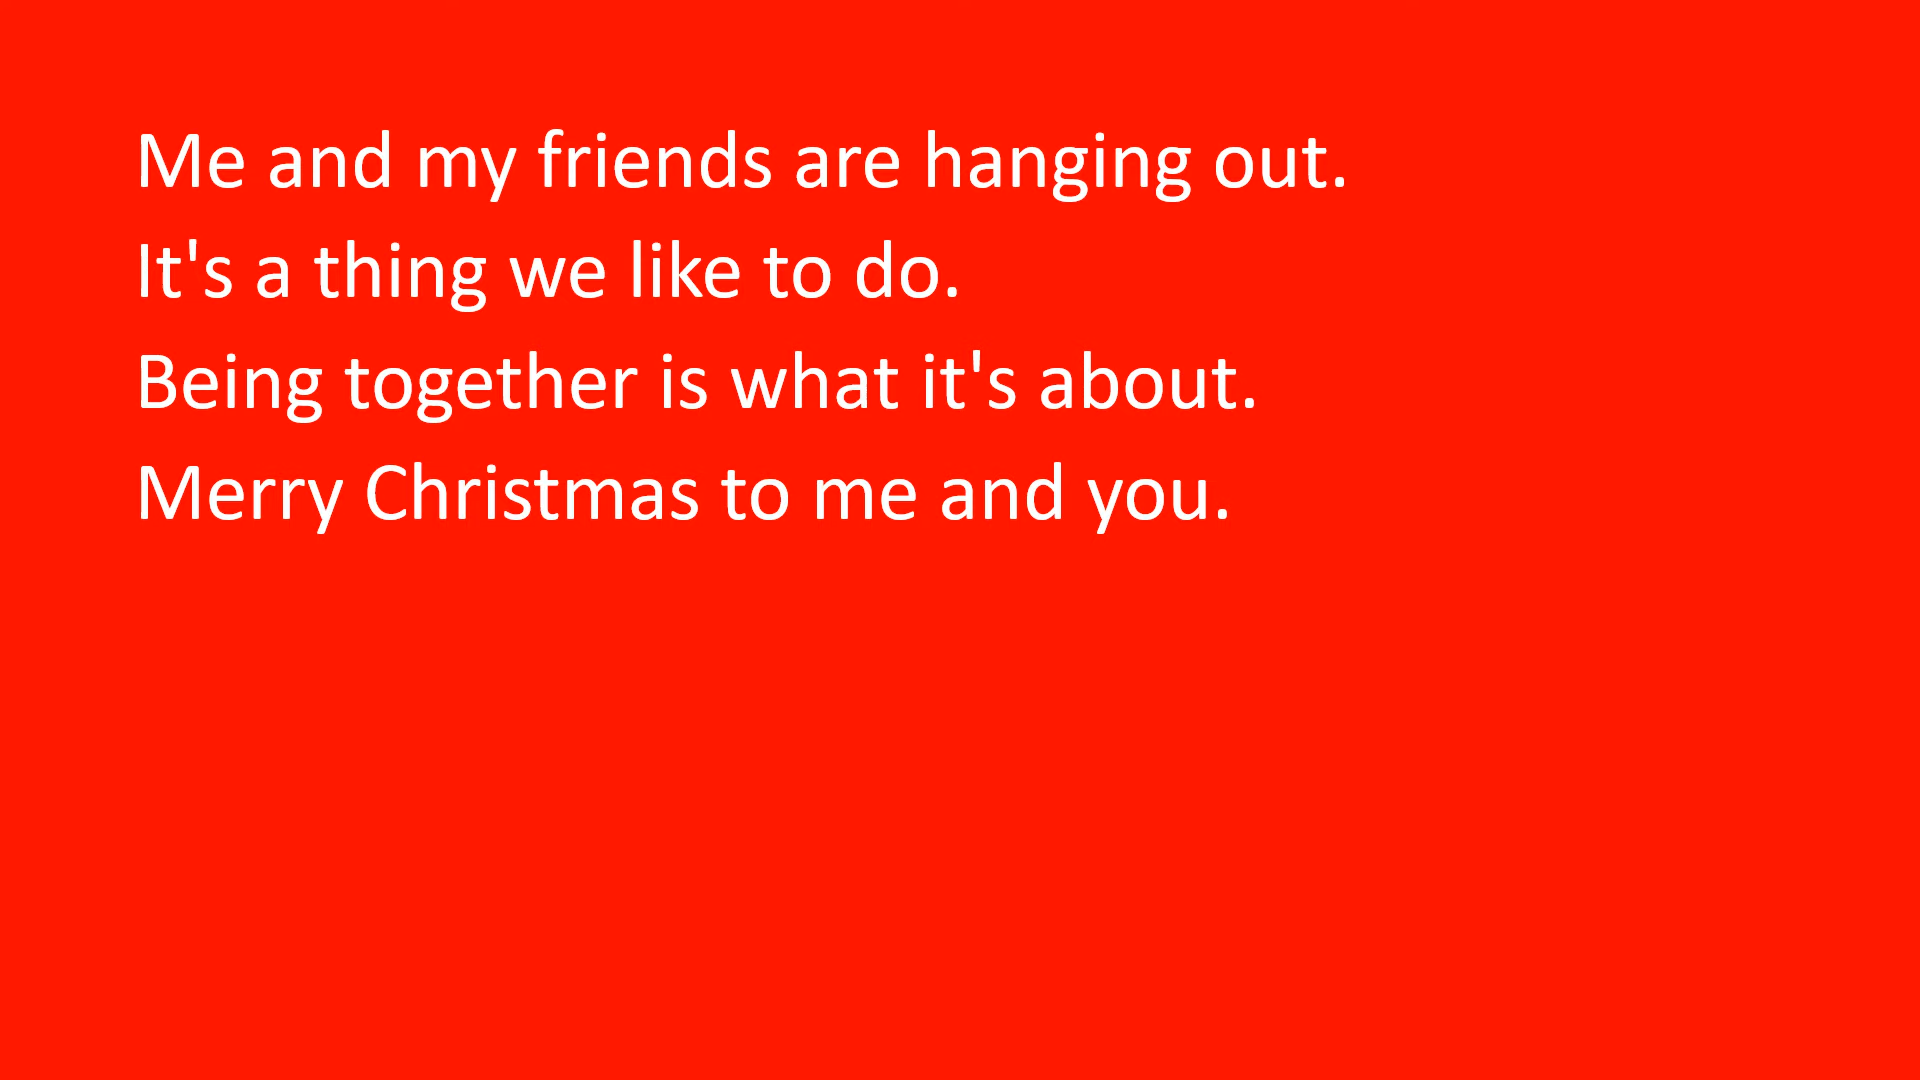 Me and my friends are hanging out.
It's a thing we like to do.
Being together is what it's about.
Merry Christmas to me and you.